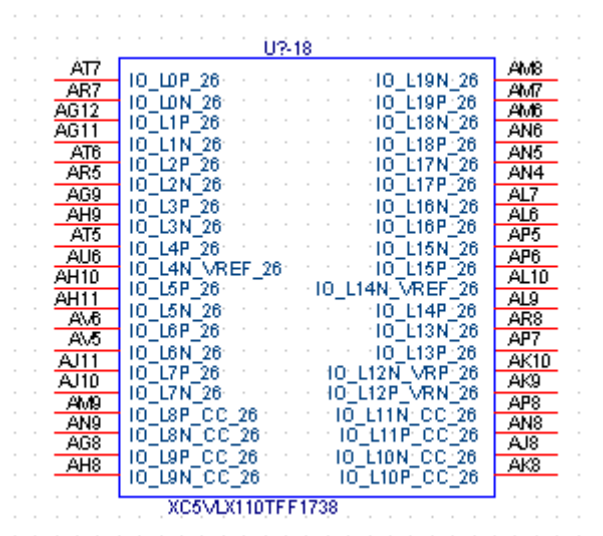 U?-18
AT7 IO_L0P_26 IO_L19N_26 AM8
AR7 IO_L0N_26 IO_L19P_26 AM7
AG12 IO_L1P_26 IO_L18N_26 AM6
AG11 IO_L1N_26 IO_L18P_26 AN6
AT6 IO_L2P_26 IO_L17N_26 AN5
AR5 IO_L2N_26 IO_L17P_26 AN4
AG9 IO_L3P_26 IO_L16N_26 AL7
AH9 IO_L3N_26 IO_L16P_26 AL6
AT5 IO_L4P_26 IO_L15N_26 AP5
AU6 IO_L4N_VREF_26 IO_L15P_26 AP6
AH10 IO_L5P_26 IO_L14N_VREF_26 AL10
AH11 IO_L5N_26 IO_L14P_26 AL9
AV6 IO_L6P_26 IO_L13N_26 AR8
AV5 IO_L6N_26 IO_L13P_26 AP7
AJ11 IO_L7P_26 IO_L12N_VRP_26 AK10
AJ10 IO_L7N_26 IO_L12P_VRN_26 AK9
AM9 IO_L8P_CC_26 IO_L11N_CC_26 AP8
AN9 IO_L8N_CC_26 IO_L11P_CC_26 AN8
AG8 IO_L9P_CC_26 IO_L10N_CC_26 AJ8
AH8 IO_L9N_CC_26 IO_L10P_CC_26 AK8
XC5VLX110TFF1738